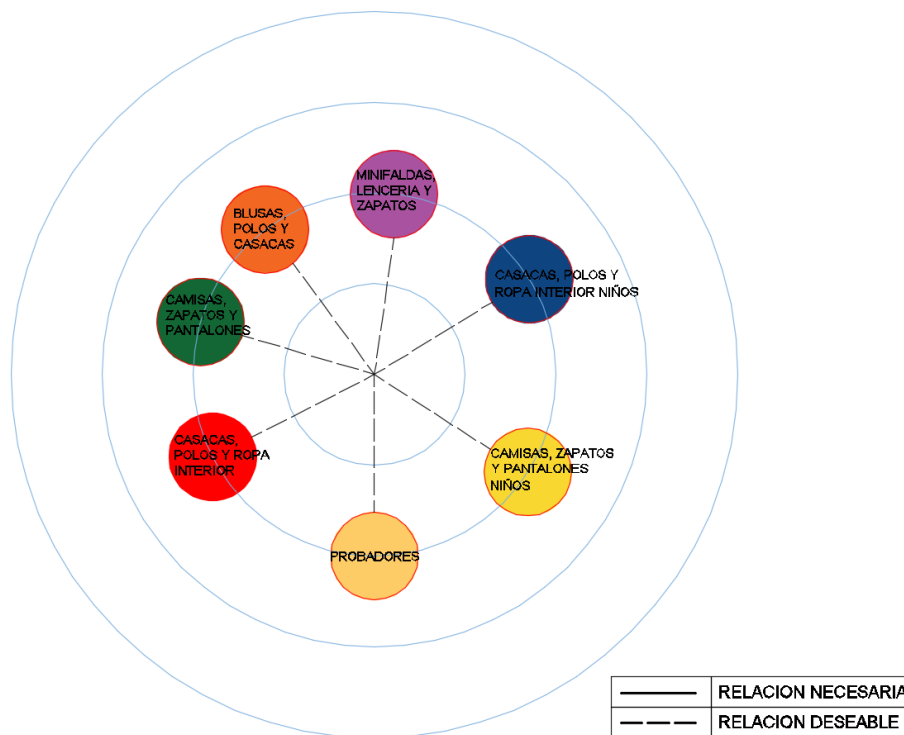 MINIFALDAS,
LENCERIA Y
ZAPATOS
BLUSAS,
POLOS Y
CASACAS
CASACAS, POLOS Y
ROPA INTERIOR NIÑOS
CAMISAS,
ZAPATOS Y
PANTALONES
CASACAS,
POLOS Y ROPA
INTERIOR
CAMISAS, ZAPATOS
Y PANTALONES
NIÑOS
PROBADORES
RELACION NECESARIA
RELACION DESEABLE